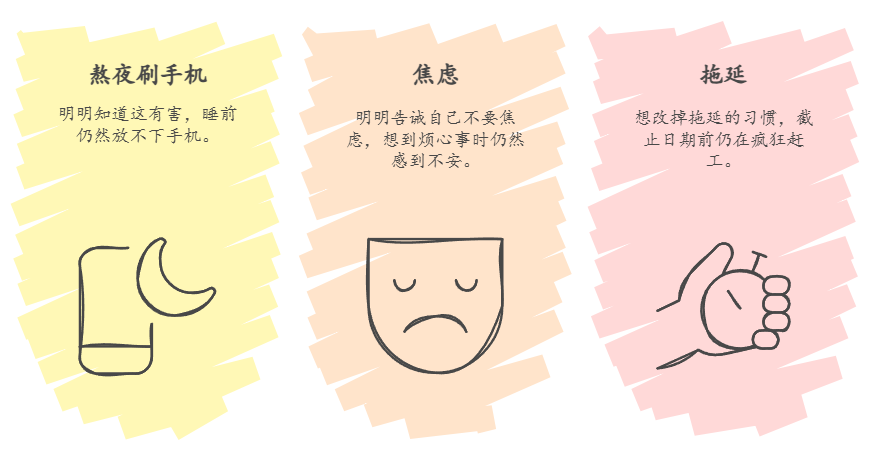 熬夜刷手机
明明知道这有害，睡前
仍然放不下手机。
焦虑
明明告诫自己不要焦
虑，想到烦心事时仍然
感到不安。
拖延
想改掉拖延的习惯，截
止日期前仍在疯狂赶
工。